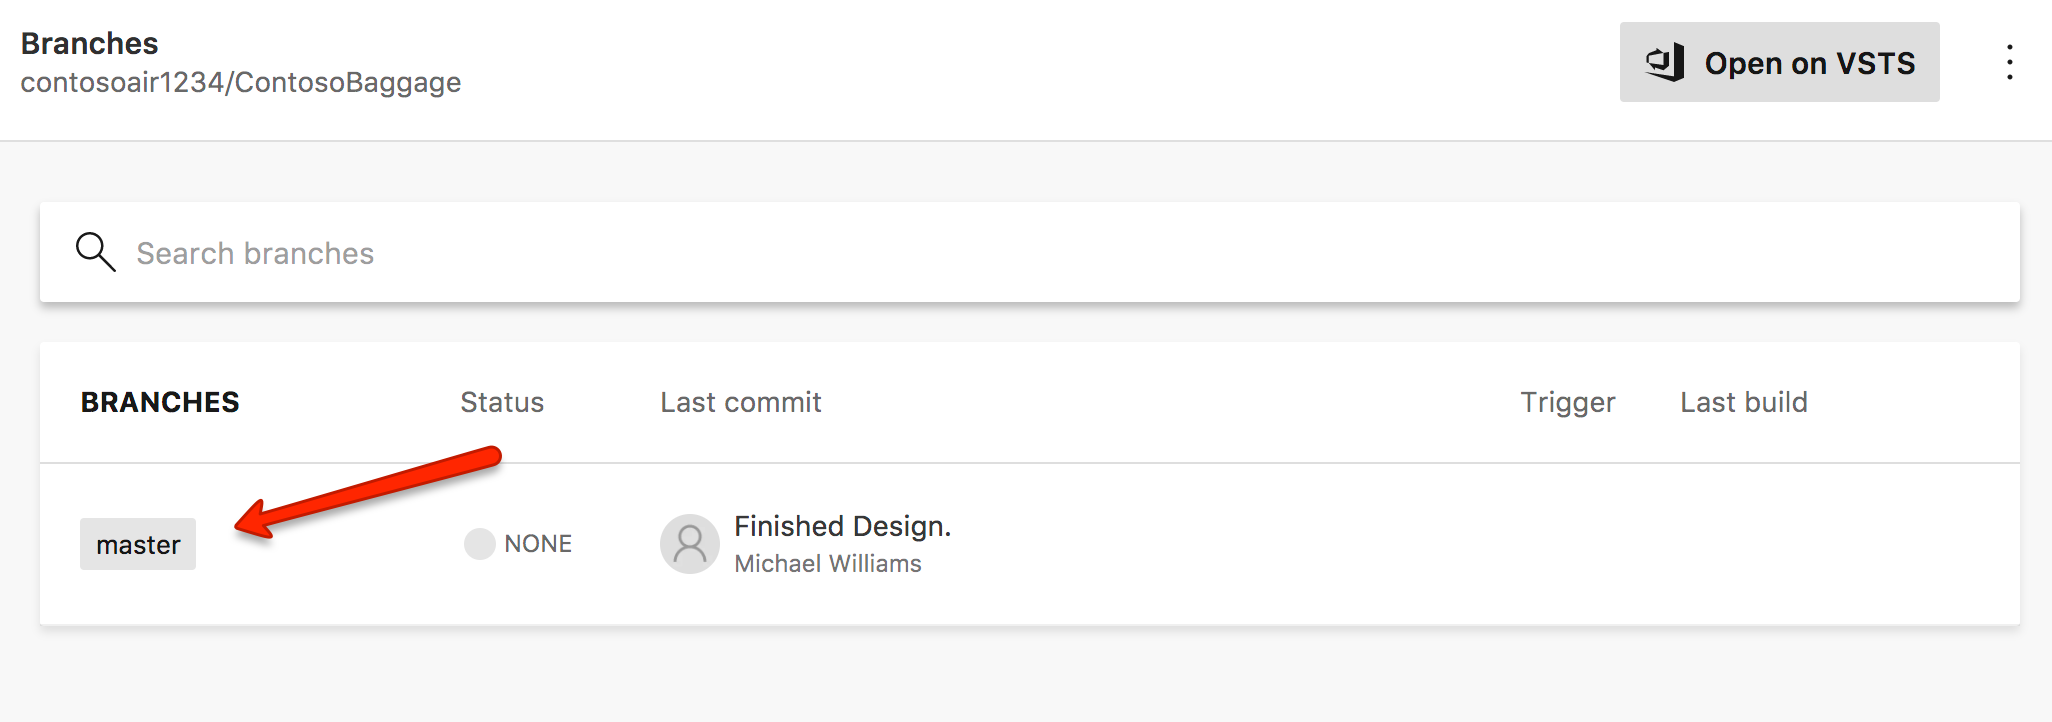 Branches
contosoair1234/ContosoBaggage
Open on VSTS
Search branches
BRANCHES Status Last commit Trigger Last build
master NONE Finished Design.
Michael Williams